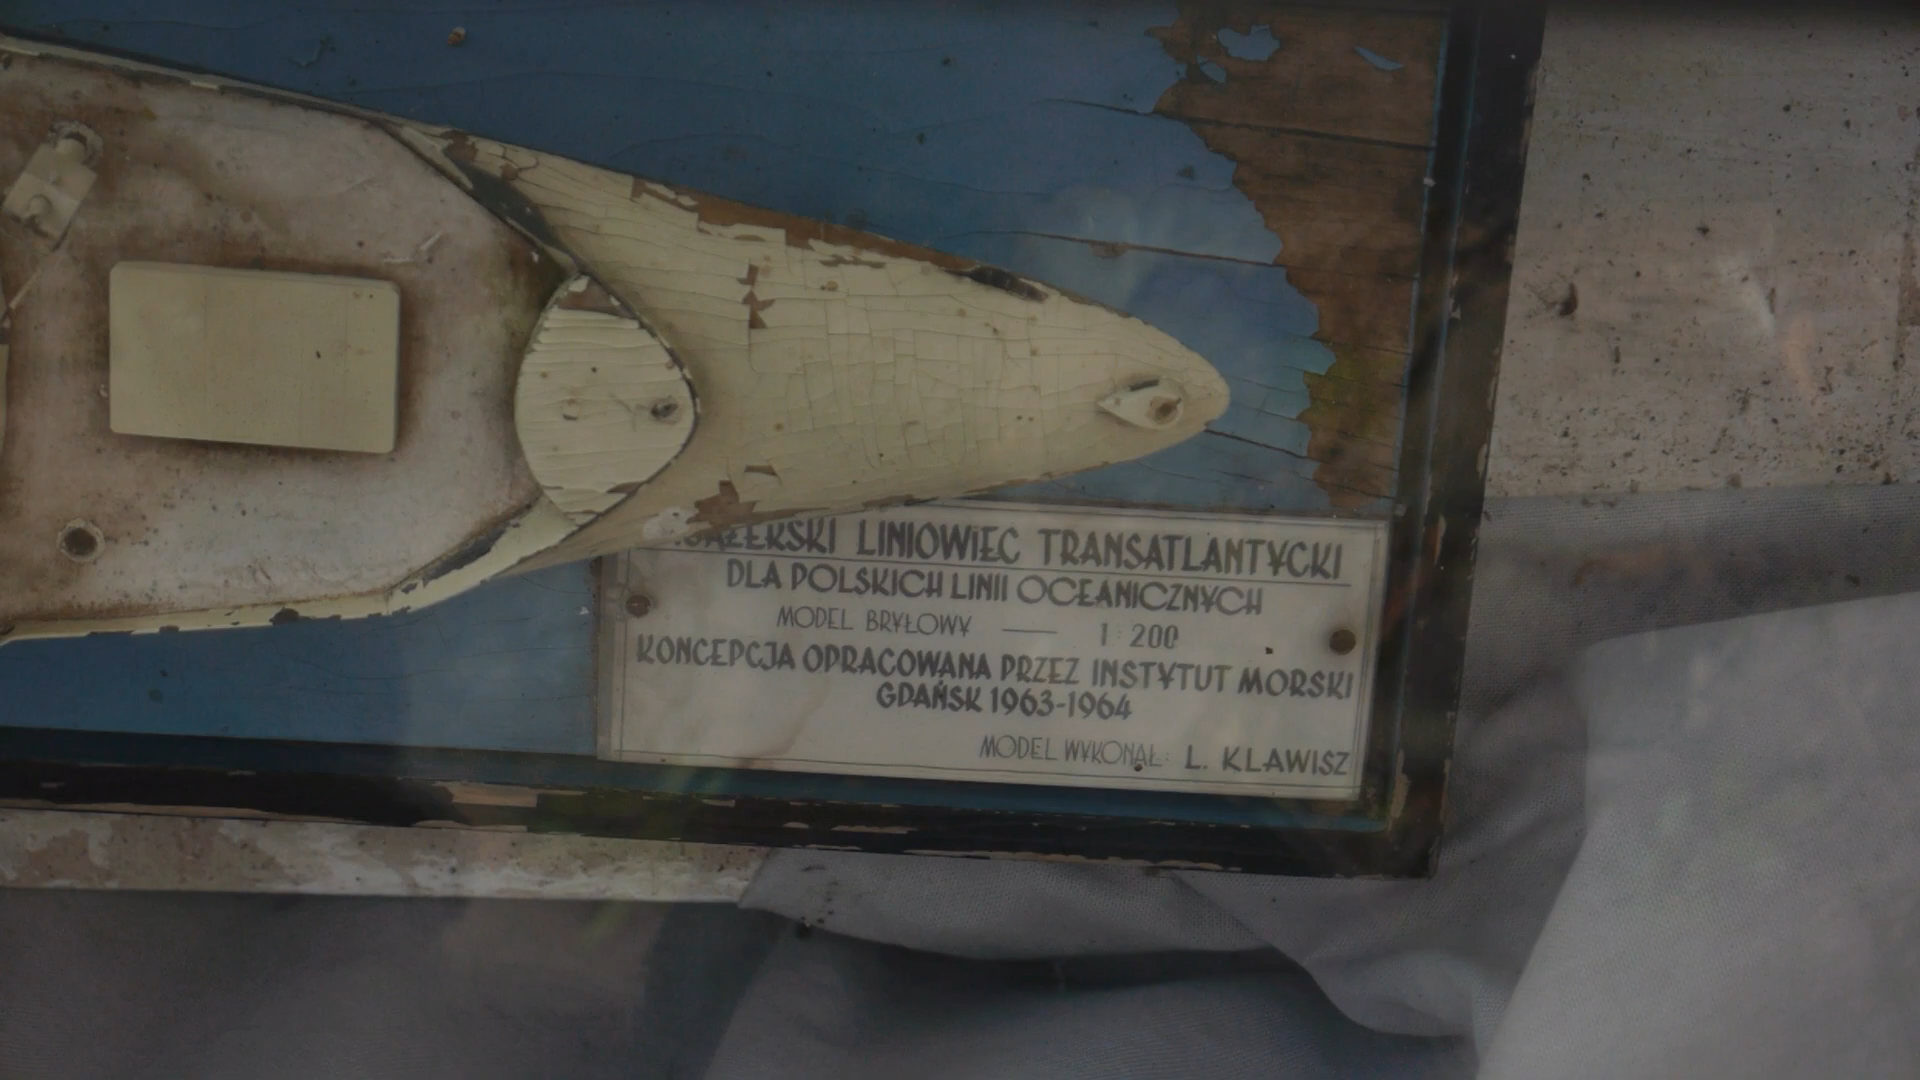 LINIOWIEC TRANSATLANTYCKI
DLA POLSKICH LINII OCEANICZNYCH
MODEL BRYŁOWY — 1:200
KONCEPCJA OPRACOWANA PRZEZ INSTYTUT MORSKI
GDAŃSK 1963-1964
MODEL WYKONAŁ: L. KLAWISZ